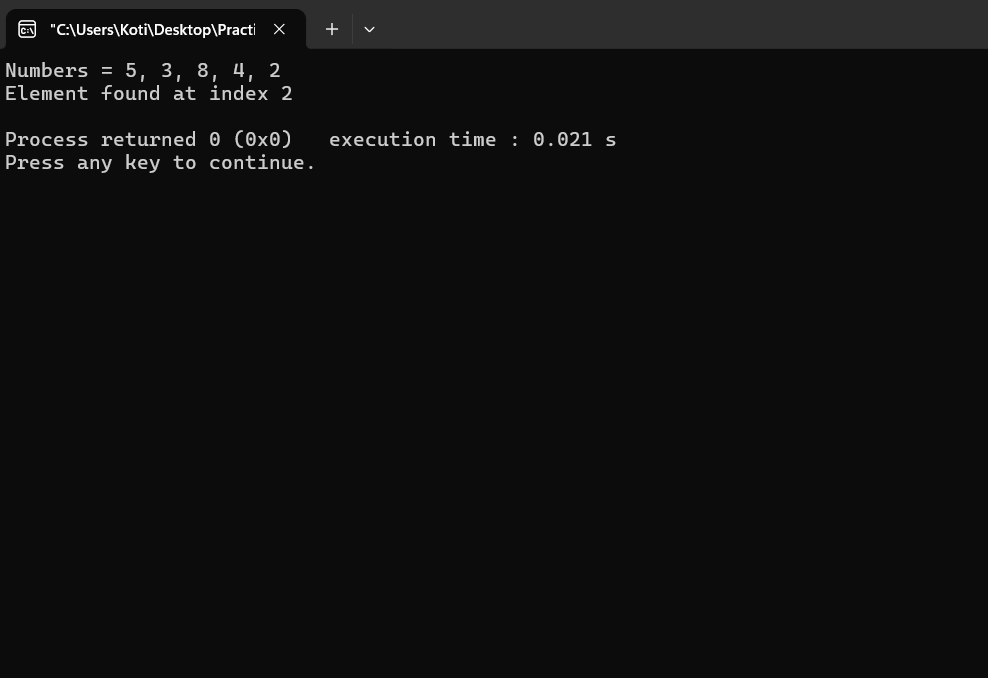 "C:\Users\Koti\Desktop\Practi
Numbers = 5, 3, 8, 4, 2
Element found at index 2
Process returned 0 (0x0)   execution time : 0.021 s
Press any key to continue.